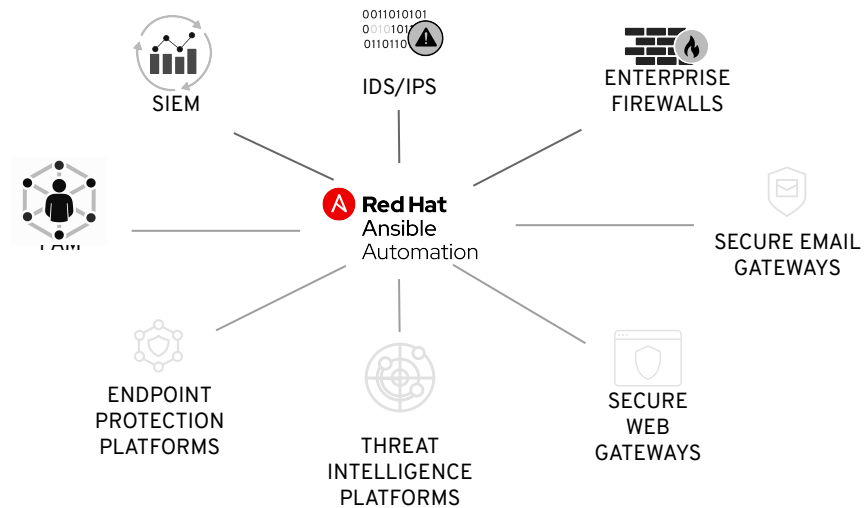 0011010101
00101011
0110110
IDS/IPS
SIEM
ENTERPRISE
FIREWALLS
Red Hat
Ansible
Automation
SECURE EMAIL
GATEWAYS
ENDPOINT
PROTECTION
PLATFORMS
THREAT
INTELLIGENCE
PLATFORMS
SECURE
WEB
GATEWAYS